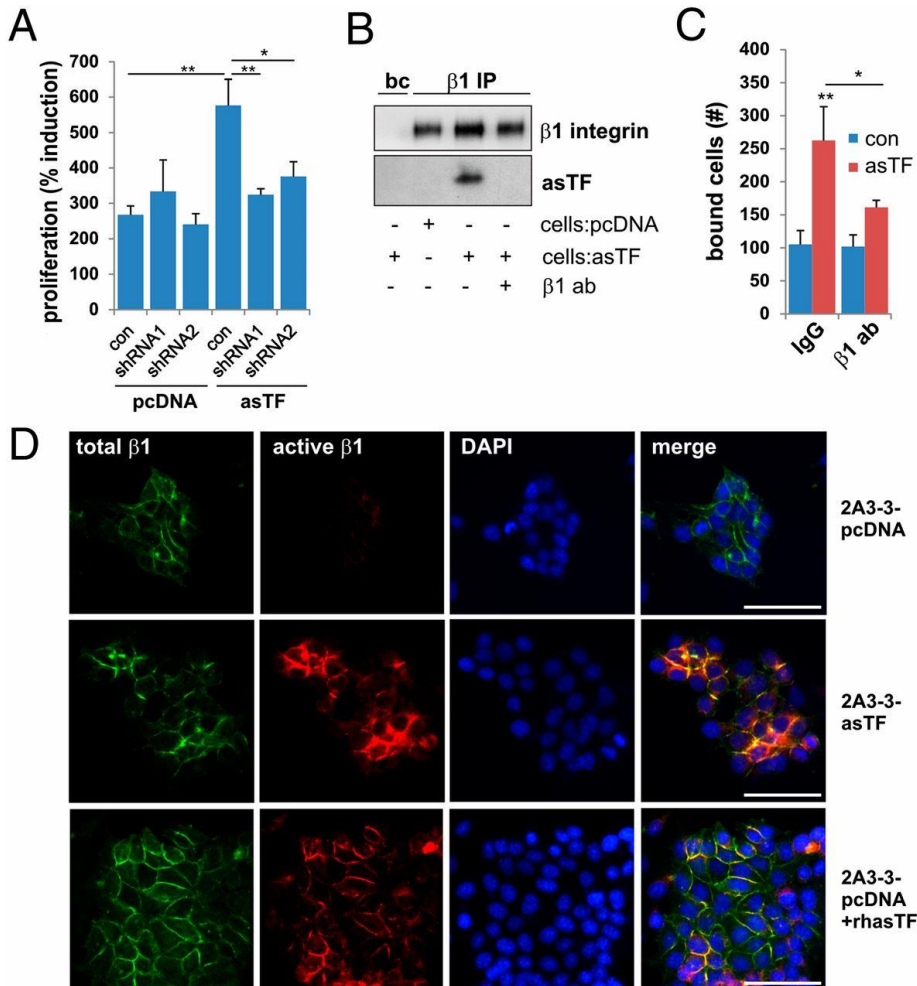 A
proliferation (% induction)
700
600
500
400
300
200
100
0
**
**
*
con
shRNA1
shRNA2
con
shRNA1
shRNA2
pcDNA
asTF
B
bc β1 IP
β1 integrin
asTF
- + - - cells:pcDNA
+ - + + cells:asTF
- - - + β1 ab
C
bound cells (#)
350
300
250
200
150
100
50
0
**
*
con
asTF
IgG
β1 ab
D
total β1
active β1
DAPI
merge
2A3-3-
pcDNA
2A3-3-
asTF
2A3-3-
pcDNA
+rhasTF